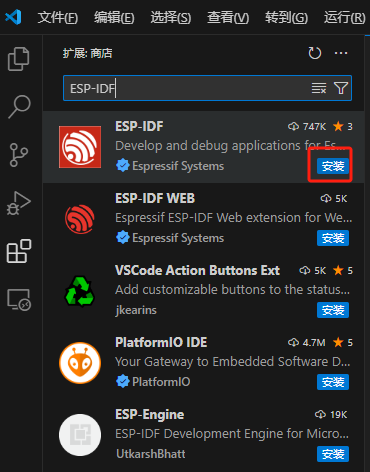 文件(F) 编辑(E) 选择(S) 查看(V) 转到(G) 运行(R)
扩展: 商店
ESP-IDF
ESP-IDF 747K 3
Develop and debug applications for Es...
Espressif Systems 安装
ESP-IDF WEB 5K
Espressif ESP-IDF Web extension for We...
Espressif Systems 安装
VSCode Action Buttons Ext 5K 5
Add customizable buttons to the status...
jkearins 安装
PlatformIO IDE 4.7M 5
Your Gateway to Embedded Software D...
PlatformIO 安装
ESP-Engine 19K
ESP-IDF Development Engine for Micro...
UtkarshBhatt 安装